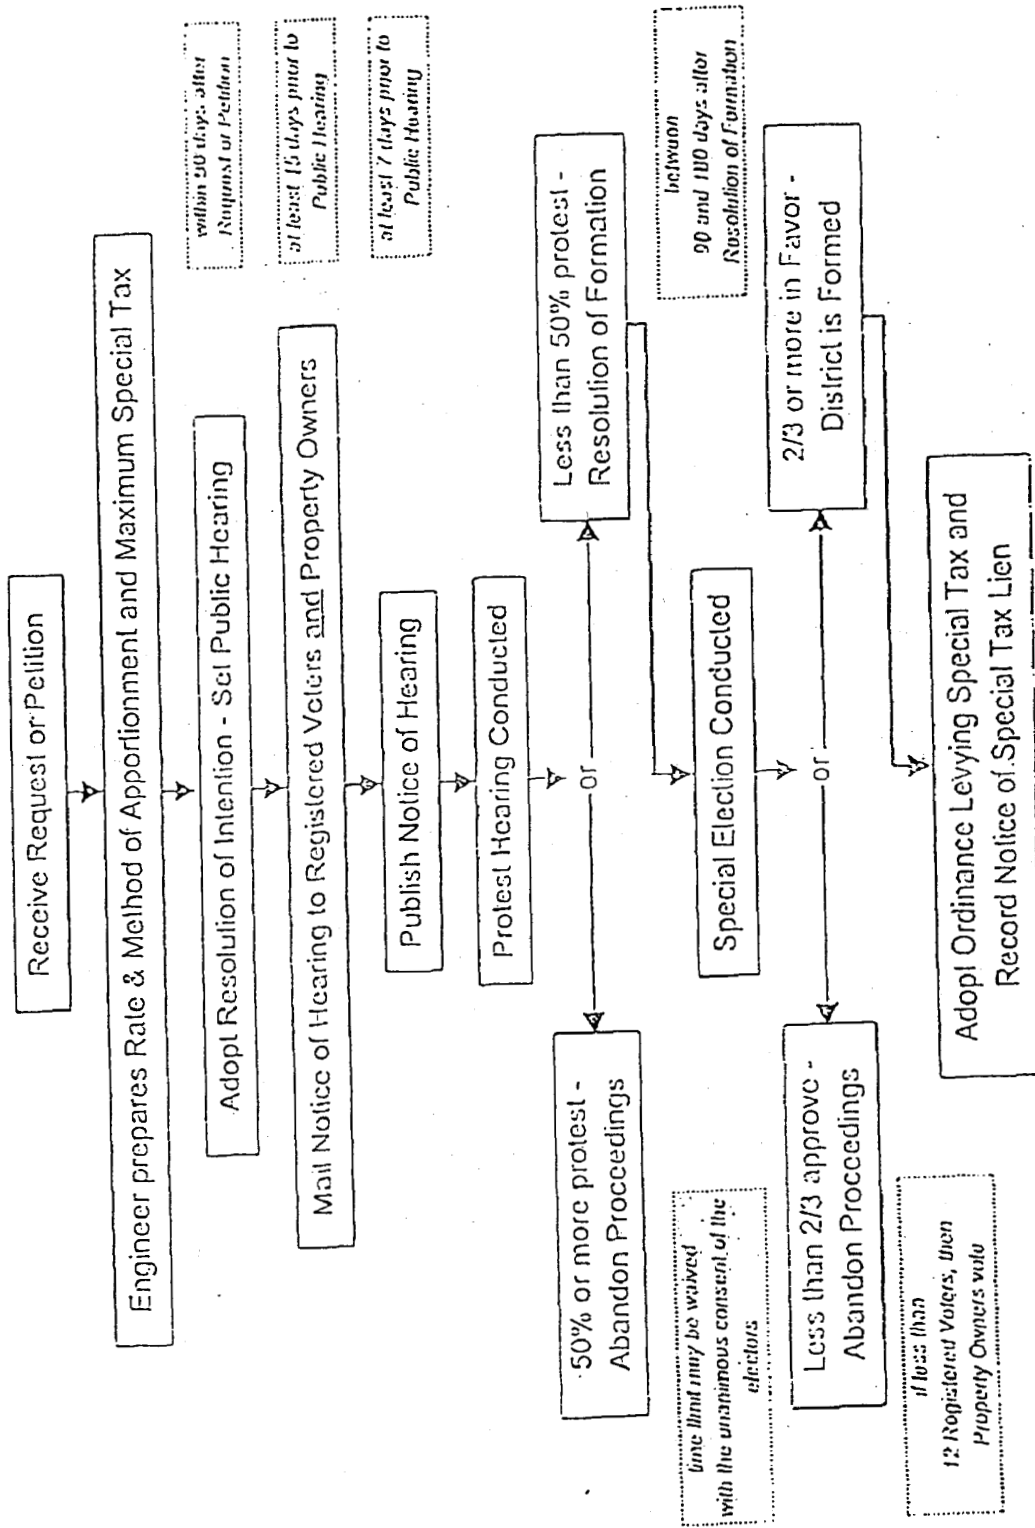 Receive Request or Petition
Engineer prepares Rate & Method of Apportionment and Maximum Special Tax
Adopt Resolution of Intention - Set Public Hearing
within 90 days after
Request or Petition
Mail Notice of Hearing to Registered Voters and Property Owners
at least 15 days prior to
Public Hearing
Publish Notice of Hearing
at least 7 days prior to
Public Hearing
Protest Hearing Conducted
or
50% or more protest -
Abandon Proceedings
Less than 50% protest -
Resolution of Formation
Special Election Conducted
time limit may be waived
with the unanimous consent of the
electors
between
90 and 180 days after
Resolution of Formation
or
Less than 2/3 approve -
Abandon Proceedings
2/3 or more in Favor -
District is Formed
if less than
12 Registered Voters, then
Property Owners vote
Adopt Ordinance Levying Special Tax and
Record Notice of Special Tax Lien